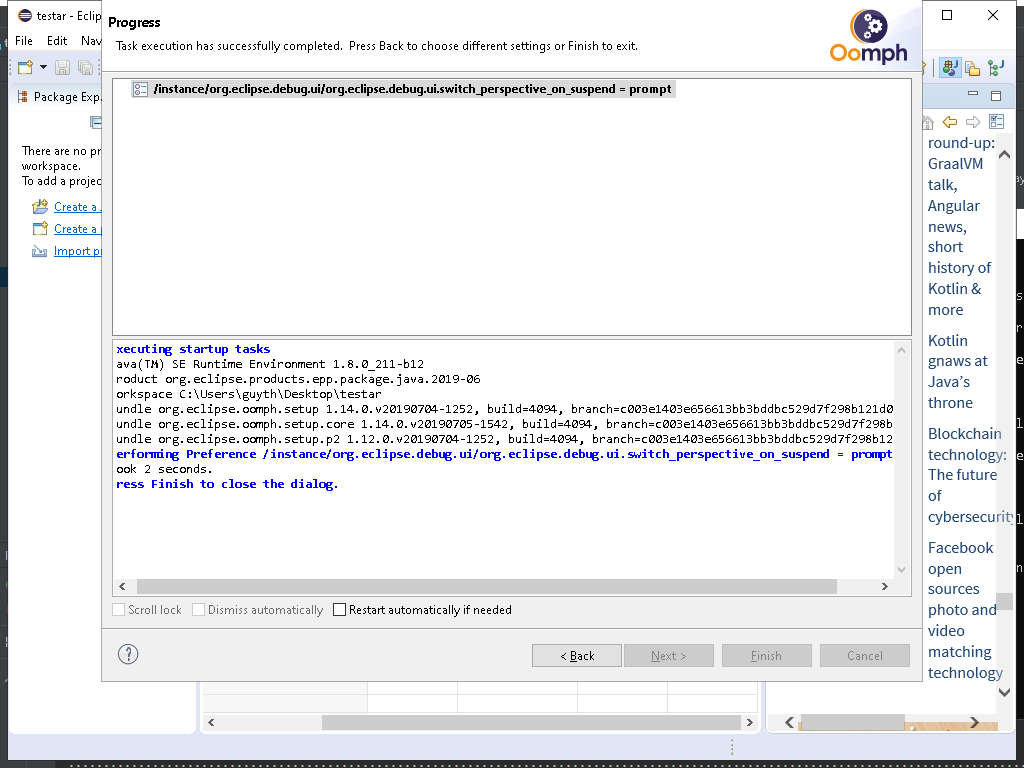 testar - Eclip
Progress
Task execution has successfully completed.  Press Back to choose different settings or Finish to exit.
Oomph
File Edit Nav
Package Exp
There are no pr
workspace.
To add a projec
Create a
Create a
Import p
/instance/org.eclipse.debug.ui/org.eclipse.debug.ui.switch_perspective_on_suspend = prompt
xecuting startup tasks
ava(TM) SE Runtime Environment 1.8.0_211-b12
roduct org.eclipse.products.epp.package.java.2019-06
orkspace C:\Users\guyth\Desktop\testar
undle org.eclipse.oomph.setup 1.14.0.v20190704-1252, build=4094, branch=c003e1403e656613bb3bddbc529d7f298b121d0
undle org.eclipse.oomph.setup.core 1.14.0.v20190705-1542, build=4094, branch=c003e1403e656613bb3bddbc529d7f298b
undle org.eclipse.oomph.setup.p2 1.12.0.v20190704-1252, build=4094, branch=c003e1403e656613bb3bddbc529d7f298b12
erforming Preference /instance/org.eclipse.debug.ui/org.eclipse.debug.ui.switch_perspective_on_suspend = prompt
ook 2 seconds.
ress Finish to close the dialog.
Scroll lock Dismiss automatically Restart automatically if needed
? < Back Next > Finish Cancel
round-up:
GraalVM
talk,
Angular
news,
short
history of
Kotlin &
more
Kotlin
gnaws at
Java's
throne
Blockchain
technology:
The future
of
cybersecurity
Facebook
open
sources
photo and
video
matching
technology